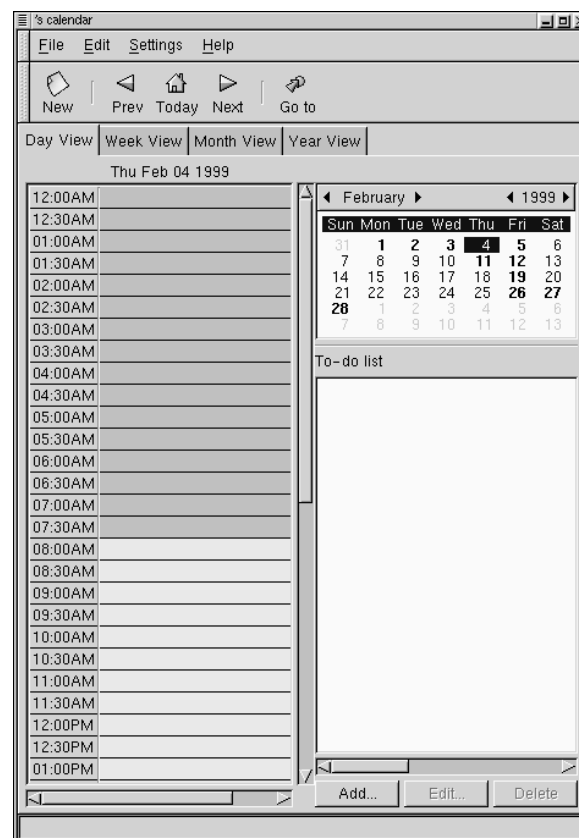 's calendar
File Edit Settings Help
New Prev Today Next Go to
Day View Week View Month View Year View
Thu Feb 04 1999
12:00AM
12:30AM
01:00AM
01:30AM
02:00AM
02:30AM
03:00AM
03:30AM
04:00AM
04:30AM
05:00AM
05:30AM
06:00AM
06:30AM
07:00AM
07:30AM
08:00AM
08:30AM
09:00AM
09:30AM
10:00AM
10:30AM
11:00AM
11:30AM
12:00PM
12:30PM
01:00PM
February 1999
Sun Mon Tue Wed Thu Fri Sat
31 1 2 3 4 5 6
7 8 9 10 11 12 13
14 15 16 17 18 19 20
21 22 23 24 25 26 27
28 1 2 3 4 5 6
7 8 9 10 11 12 13
To-do list
Add... Edit... Delete